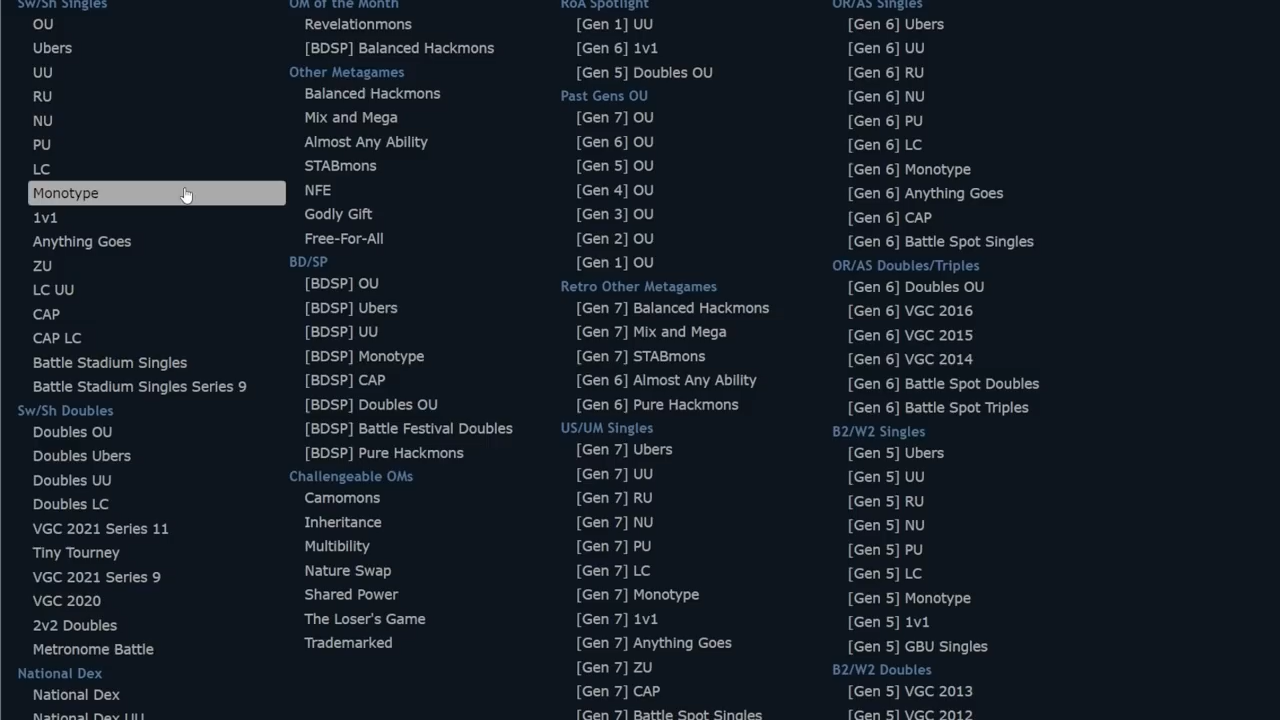 Sw/Sh Singles
OU
Ubers
UU
RU
NU
PU
LC
Monotype
1v1
Anything Goes
ZU
LC UU
CAP
CAP LC
Battle Stadium Singles
Battle Stadium Singles Series 9
Sw/Sh Doubles
Doubles OU
Doubles Ubers
Doubles UU
Doubles LC
VGC 2021 Series 11
Tiny Tourney
VGC 2021 Series 9
VGC 2020
2v2 Doubles
Metronome Battle
National Dex
National Dex
National Dex UU
OM of the Month
Revelationmons
[BDSP] Balanced Hackmons
Other Metagames
Balanced Hackmons
Mix and Mega
Almost Any Ability
STABmons
NFE
Godly Gift
Free-For-All
BD/SP
[BDSP] OU
[BDSP] Ubers
[BDSP] UU
[BDSP] Monotype
[BDSP] CAP
[BDSP] Doubles OU
[BDSP] Battle Festival Doubles
[BDSP] Pure Hackmons
Challengeable OMs
Camomons
Inheritance
Multibility
Nature Swap
Shared Power
The Loser's Game
Trademarked
RoA Spotlight
[Gen 1] UU
[Gen 6] 1v1
[Gen 5] Doubles OU
Past Gens OU
[Gen 7] OU
[Gen 6] OU
[Gen 5] OU
[Gen 4] OU
[Gen 3] OU
[Gen 2] OU
[Gen 1] OU
Retro Other Metagames
[Gen 7] Balanced Hackmons
[Gen 7] Mix and Mega
[Gen 7] STABmons
[Gen 6] Almost Any Ability
[Gen 6] Pure Hackmons
US/UM Singles
[Gen 7] Ubers
[Gen 7] UU
[Gen 7] RU
[Gen 7] NU
[Gen 7] PU
[Gen 7] LC
[Gen 7] Monotype
[Gen 7] 1v1
[Gen 7] Anything Goes
[Gen 7] ZU
[Gen 7] CAP
[Gen 7] Battle Spot Singles
OR/AS Singles
[Gen 6] Ubers
[Gen 6] UU
[Gen 6] RU
[Gen 6] NU
[Gen 6] PU
[Gen 6] LC
[Gen 6] Monotype
[Gen 6] Anything Goes
[Gen 6] CAP
[Gen 6] Battle Spot Singles
OR/AS Doubles/Triples
[Gen 6] Doubles OU
[Gen 6] VGC 2016
[Gen 6] VGC 2015
[Gen 6] VGC 2014
[Gen 6] Battle Spot Doubles
[Gen 6] Battle Spot Triples
B2/W2 Singles
[Gen 5] Ubers
[Gen 5] UU
[Gen 5] RU
[Gen 5] NU
[Gen 5] PU
[Gen 5] LC
[Gen 5] Monotype
[Gen 5] 1v1
[Gen 5] GBU Singles
B2/W2 Doubles
[Gen 5] VGC 2013
[Gen 5] VGC 2012